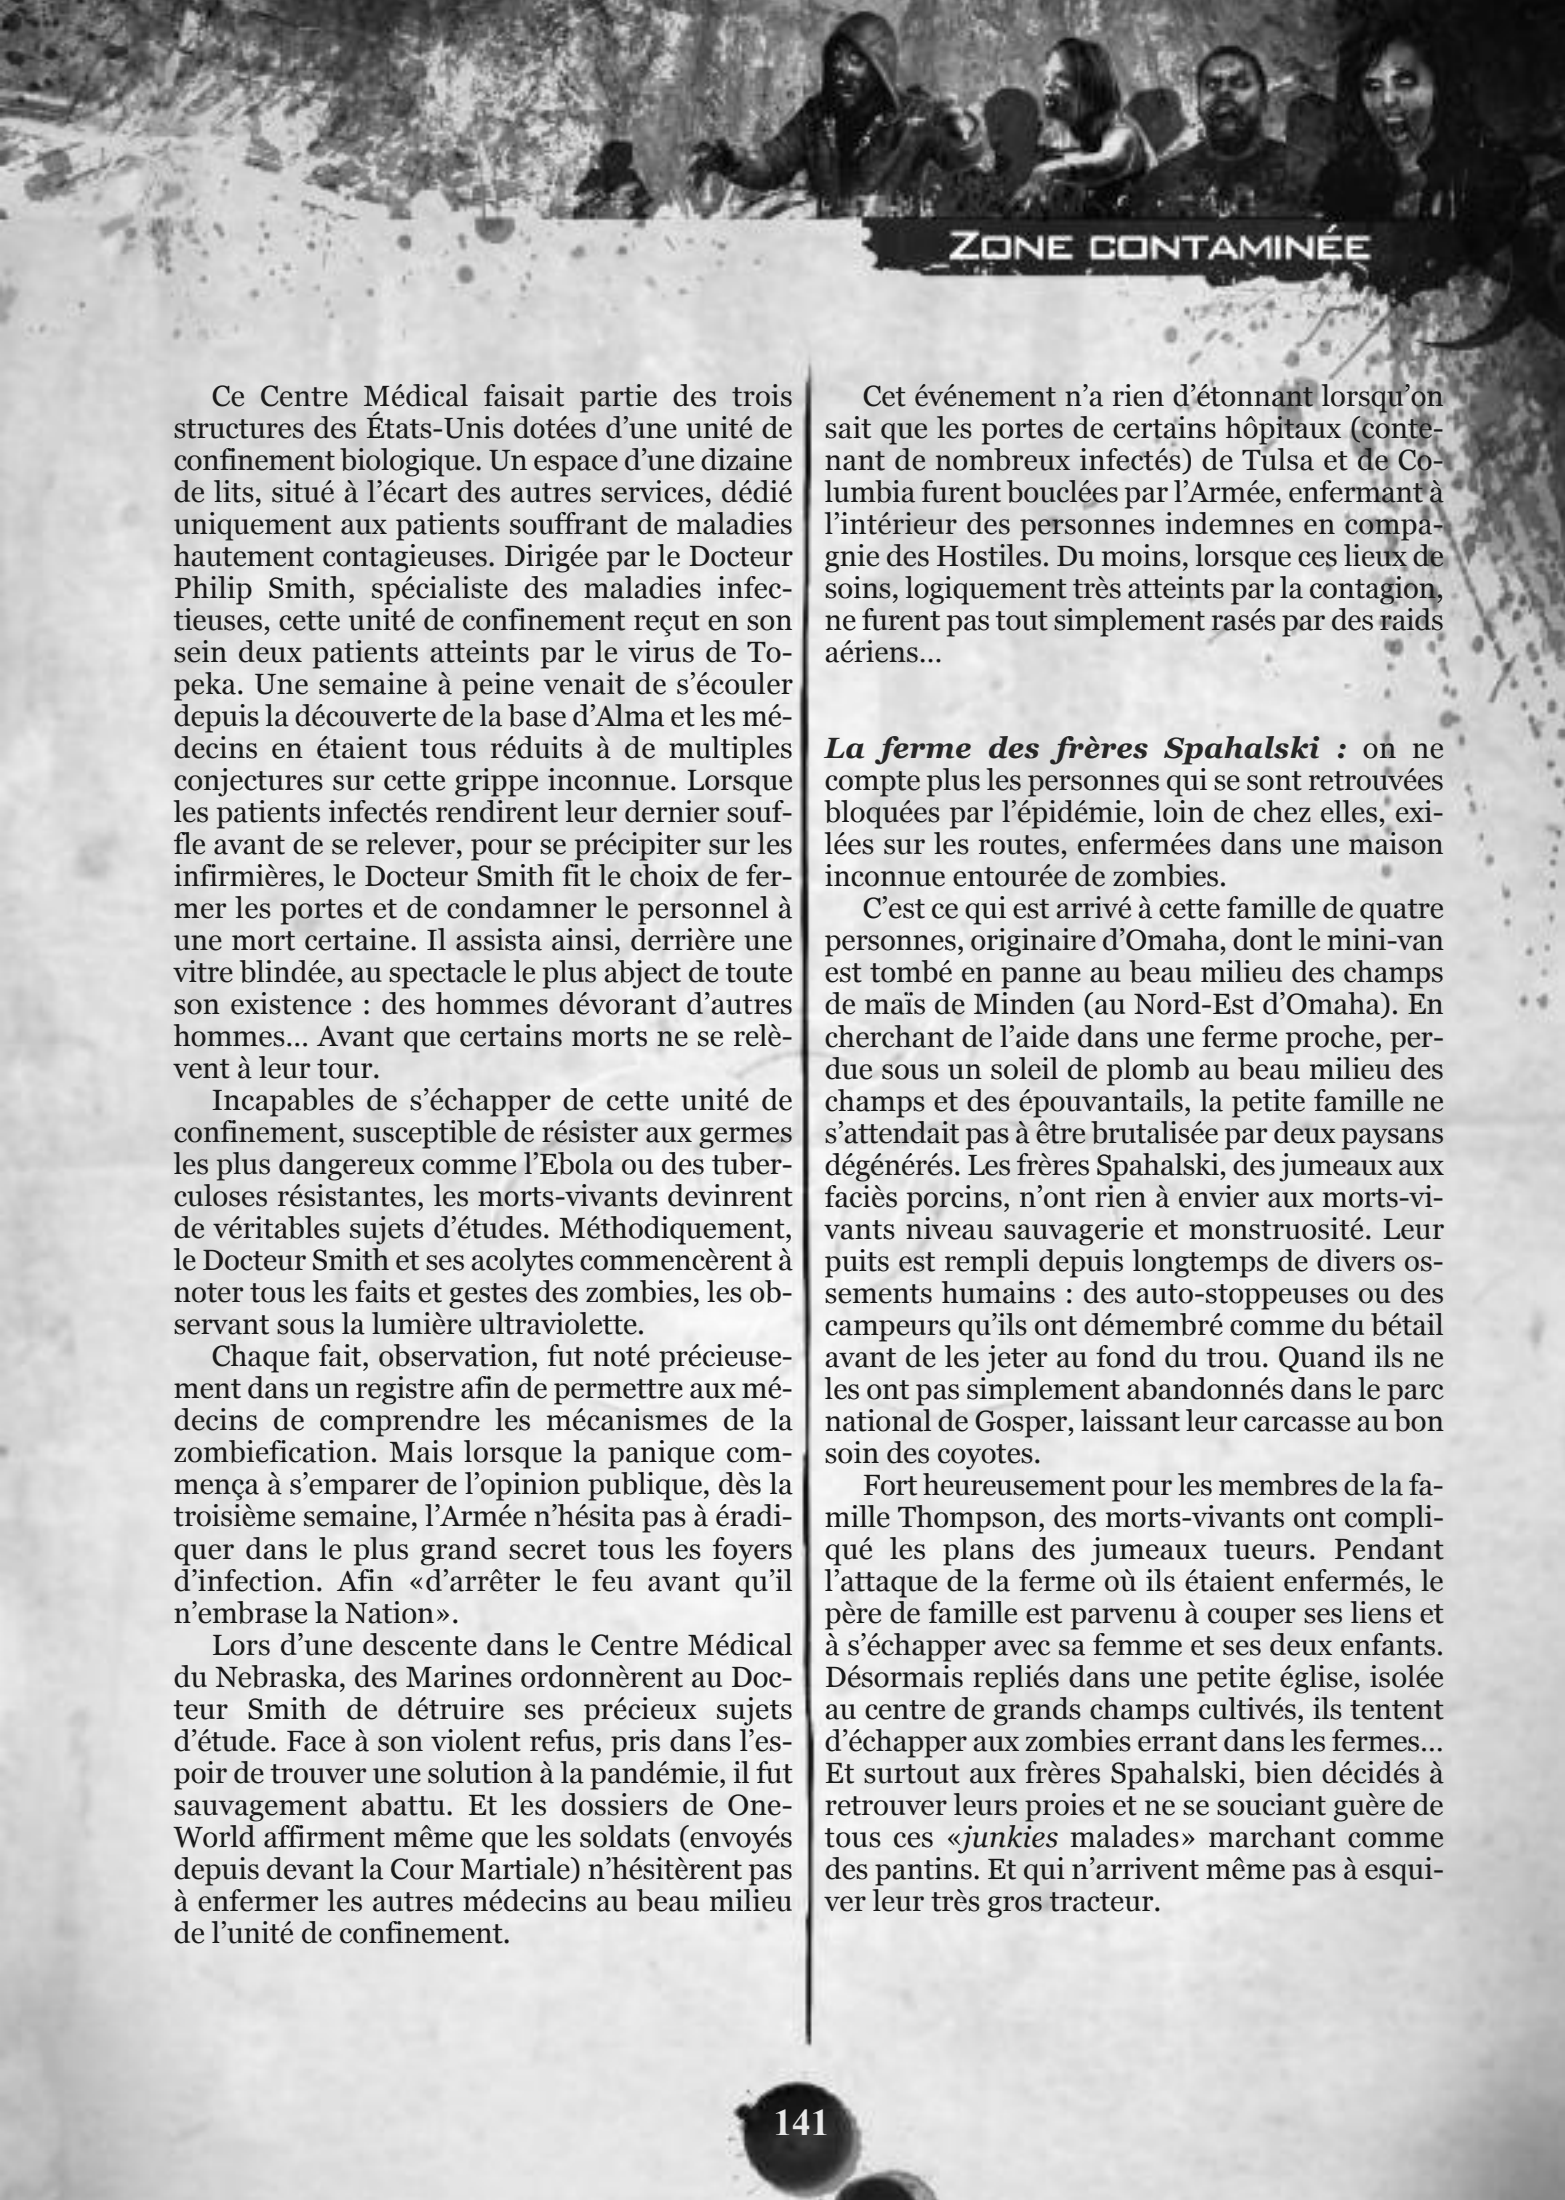 ZONE CONTAMINÉE
Ce Centre Médical faisait partie des trois
structures des États-Unis dotées d’une unité de
confinement biologique. Un espace d’une dizaine
de lits, situé à l’écart des autres services, dédié
uniquement aux patients souffrant de maladies
hautement contagieuses. Dirigée par le Docteur
Philip Smith, spécialiste des maladies infec-
tieuses, cette unité de confinement reçut en son
sein deux patients atteints par le virus de To-
peka. Une semaine à peine venait de s’écouler
depuis la découverte de la base d’Alma et les mé-
decins en étaient tous réduits à de multiples
conjectures sur cette grippe inconnue. Lorsque
les patients infectés rendirent leur dernier souf-
fle avant de se relever, pour se précipiter sur les
infirmières, le Docteur Smith fit le choix de fer-
mer les portes et de condamner le personnel à
une mort certaine. Il assista ainsi, derrière une
vitre blindée, au spectacle le plus abject de toute
son existence : des hommes dévorant d’autres
hommes... Avant que certains morts ne se relè-
vent à leur tour.
Incapables de s’échapper de cette unité de
confinement, susceptible de résister aux germes
les plus dangereux comme l’Ebola ou des tuber-
culoses résistantes, les morts-vivants devinrent
de véritables sujets d’études. Méthodiquement,
le Docteur Smith et ses acolytes commencèrent à
noter tous les faits et gestes des zombies, les ob-
servant sous la lumière ultraviolette.
Chaque fait, observation, fut noté précieuse-
ment dans un registre afin de permettre aux mé-
decins de comprendre les mécanismes de la
zombiefication. Mais lorsque la panique com-
mença à s’emparer de l’opinion publique, dès la
troisième semaine, l’Armée n’hésita pas à éradi-
quer dans le plus grand secret tous les foyers
d’infection. Afin «d’arrêter le feu avant qu’il
n’embrase la Nation».
Lors d’une descente dans le Centre Médical
du Nebraska, des Marines ordonnèrent au Doc-
teur Smith de détruire ses précieux sujets
d’étude. Face à son violent refus, pris dans l’es-
poir de trouver une solution à la pandémie, il fut
sauvagement abattu. Et les dossiers de One-
World affirment même que les soldats (envoyés
depuis devant la Cour Martiale) n’hésitèrent pas
à enfermer les autres médecins au beau milieu
de l’unité de confinement.
Cet événement n’a rien d’étonnant lorsqu’on
sait que les portes de certains hôpitaux (conte-
nant de nombreux infectés) de Tulsa et de Co-
lumbia furent bouclées par l’Armée, enfermant à
l’intérieur des personnes indemnes en compa-
gnie des Hostiles. Du moins, lorsque ces lieux de
soins, logiquement très atteints par la contagion,
ne furent pas tout simplement rasés par des raids
aériens...
La ferme des frères Spahalski : on ne
compte plus les personnes qui se sont retrouvées
bloquées par l’épidémie, loin de chez elles, exi-
lées sur les routes, enfermées dans une maison
inconnue entourée de zombies.
C’est ce qui est arrivé à cette famille de quatre
personnes, originaire d’Omaha, dont le mini-van
est tombé en panne au beau milieu des champs
de maïs de Minden (au Nord-Est d’Omaha). En
cherchant de l’aide dans une ferme proche, per-
due sous un soleil de plomb au beau milieu des
champs et des épouvantails, la petite famille ne
s’attendait pas à être brutalisée par deux paysans
dégénérés. Les frères Spahalski, des jumeaux aux
faciès porcins, n’ont rien à envier aux morts-vi-
vants niveau sauvagerie et monstruosité. Leur
puits est rempli depuis longtemps de divers os-
sements humains : des auto-stoppeuses ou des
campeurs qu’ils ont démembré comme du bétail
avant de les jeter au fond du trou. Quand ils ne
les ont pas simplement abandonnés dans le parc
national de Gosper, laissant leur carcasse au bon
soin des coyotes.
Fort heureusement pour les membres de la fa-
mille Thompson, des morts-vivants ont compli-
qué les plans des jumeaux tueurs. Pendant
l’attaque de la ferme où ils étaient enfermés, le
père de famille est parvenu à couper ses liens et
à s’échapper avec sa femme et ses deux enfants.
Désormais repliés dans une petite église, isolée
au centre de grands champs cultivés, ils tentent
d’échapper aux zombies errant dans les fermes...
Et surtout aux frères Spahalski, bien décidés à
retrouver leurs proies et ne se souciant guère de
tous ces «junkies malades» marchant comme
des pantins. Et qui n’arrivent même pas à esqui-
ver leur très gros tracteur.
141